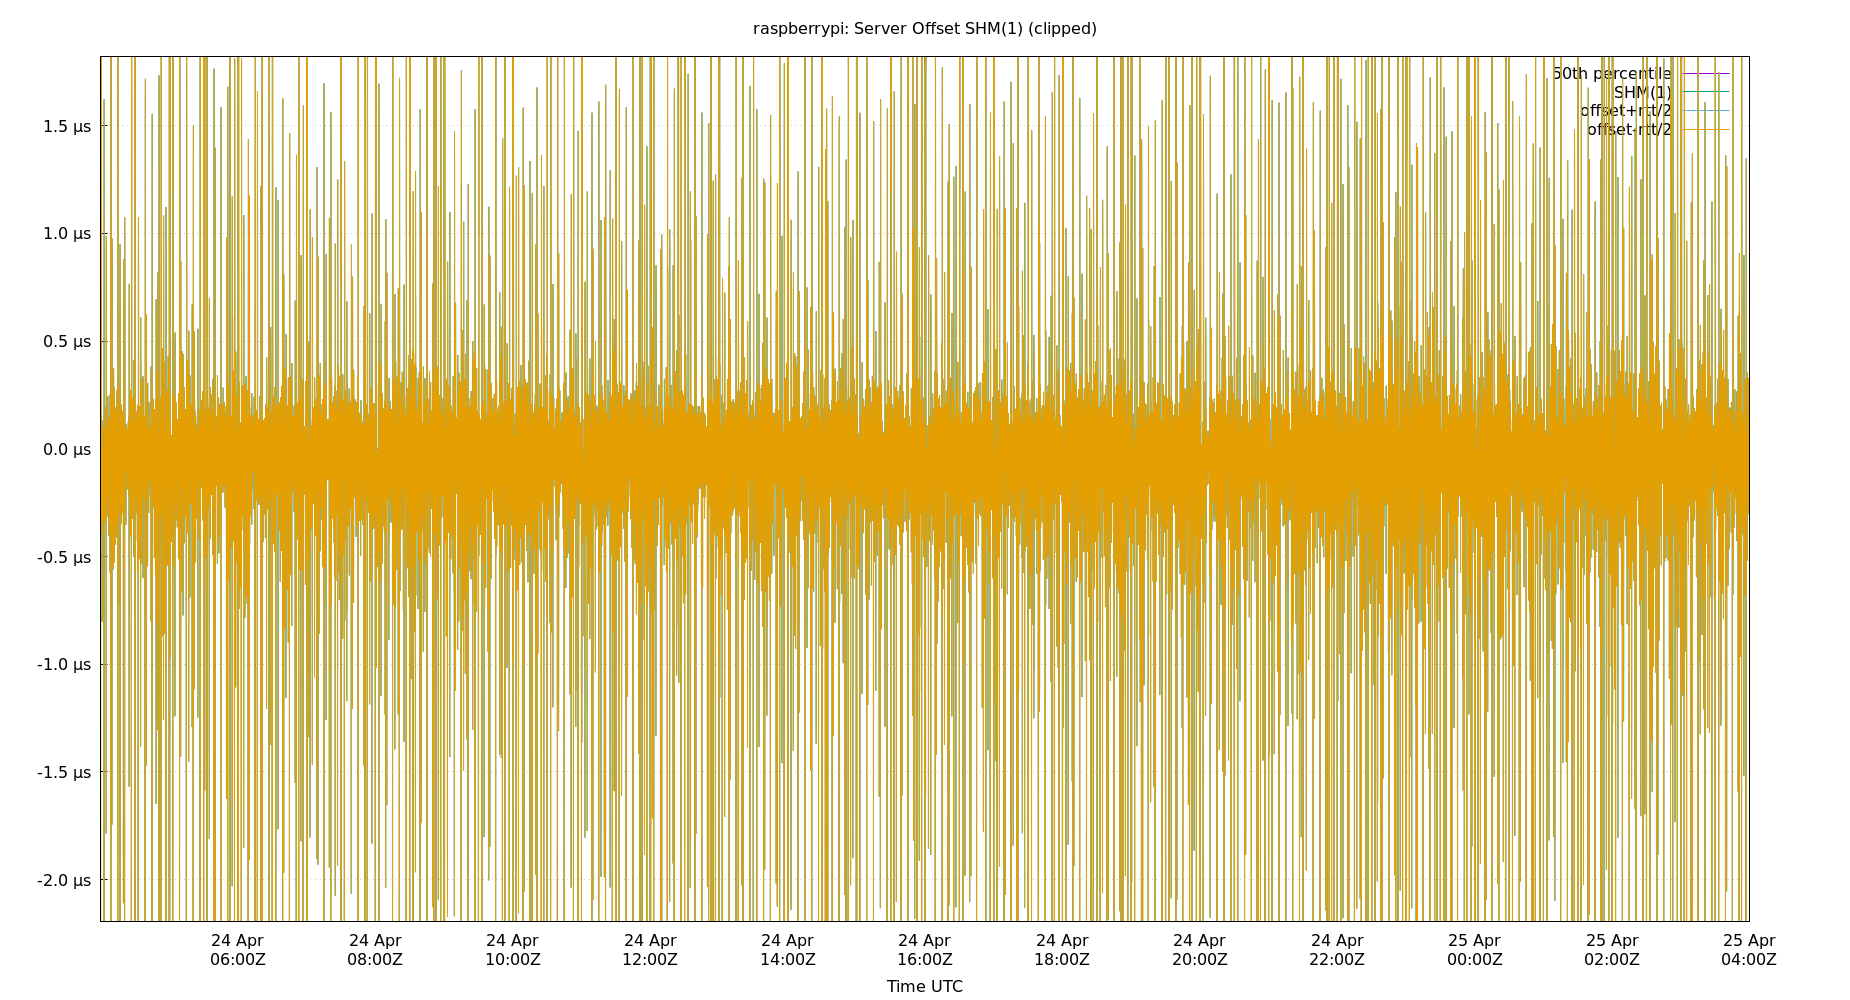 raspberrypi: Server Offset SHM(1) (clipped)
50th percentile
SHM(1)
offset+rtt/2
offset-rtt/2
1.5 µs
1.0 µs
0.5 µs
0.0 µs
-0.5 µs
-1.0 µs
-1.5 µs
-2.0 µs
24 Apr 24 Apr 24 Apr 24 Apr 24 Apr 24 Apr 24 Apr 24 Apr 24 Apr 25 Apr 25 Apr 25 Apr
06:00Z 08:00Z 10:00Z 12:00Z 14:00Z 16:00Z 18:00Z 20:00Z 22:00Z 00:00Z 02:00Z 04:00Z
Time UTC